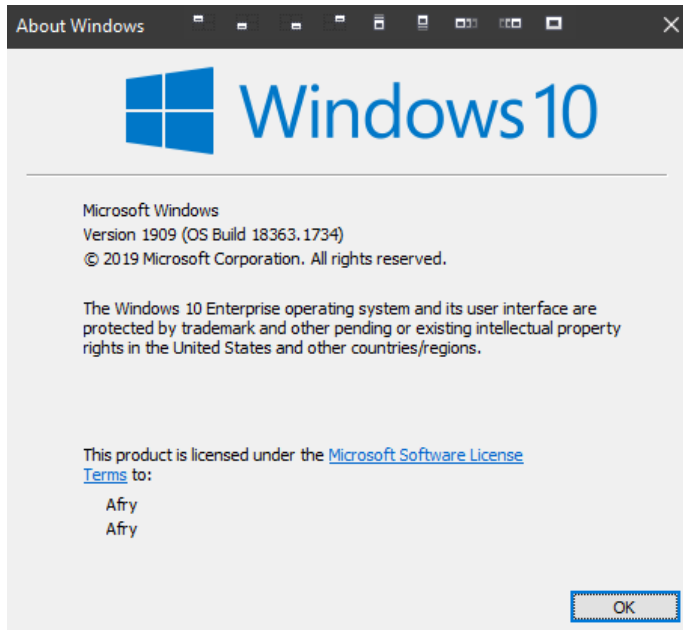 About Windows
Windows 10
Microsoft Windows
Version 1909 (OS Build 18363.1734)
© 2019 Microsoft Corporation. All rights reserved.
The Windows 10 Enterprise operating system and its user interface are
protected by trademark and other pending or existing intellectual property
rights in the United States and other countries/regions.
This product is licensed under the Microsoft Software License
Terms to:
Afry
Afry
OK